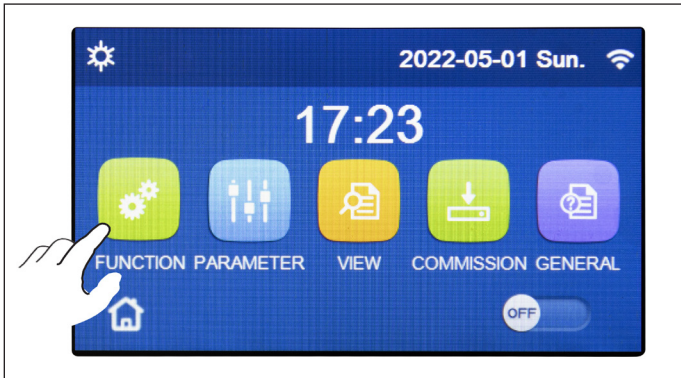 2022-05-01 Sun.
17:23
FUNCTION PARAMETER VIEW COMMISSION GENERAL
OFF